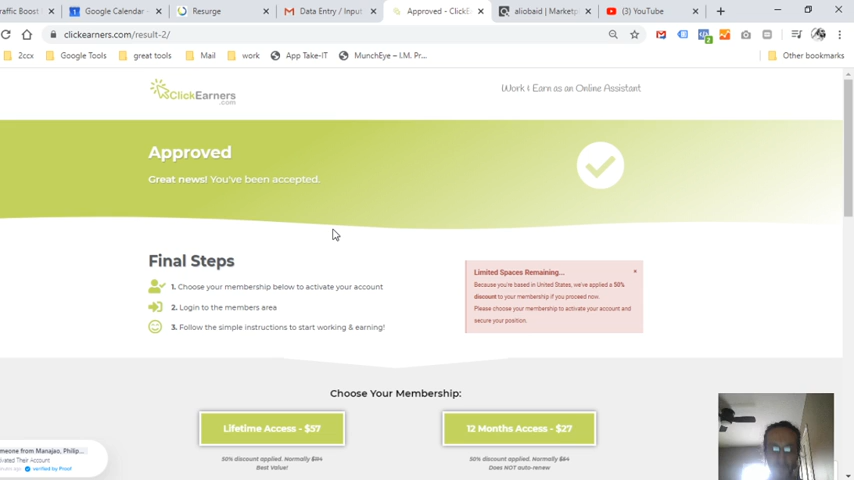 raffic Boost
Google Calendar
Resurge
Data Entry / Input
Approved - ClickE
aliobaid | Marketp
(3) YouTube
clickearners.com/result-2/
2ccx
Google Tools
great tools
Mail
work
App Take-IT
MunchEye – I.M. Pr...
Other bookmarks
ClickEarners
.com
Work & Earn as an Online Assistant
Approved
Great news! You've been accepted.
Final Steps
1. Choose your membership below to activate your account
2. Login to the members area
3. Follow the simple instructions to start working & earning!
Limited Spaces Remaining...
Because you're based in United States, we've applied a 50%
discount to your membership if you proceed now.
Please choose your membership to activate your account and
secure your position.
Choose Your Membership:
Lifetime Access - $57
12 Months Access - $27
50% discount applied. Normally $114
Best Value!
50% discount applied. Normally $54
Does NOT auto-renew
meone from Manajao, Philip...
ivated Their Account
verified by Proof